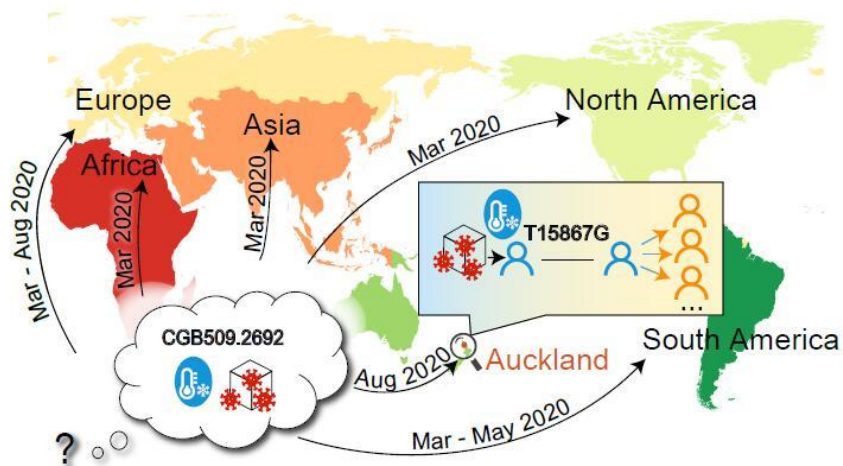 Europe
Asia
North America
Africa
Mar 2020
Mar 2020
Mar 2020
Mar - Aug 2020
T15867G
...
CGB509.2692
South America
Auckland
Aug 2020
Mar - May 2020
?